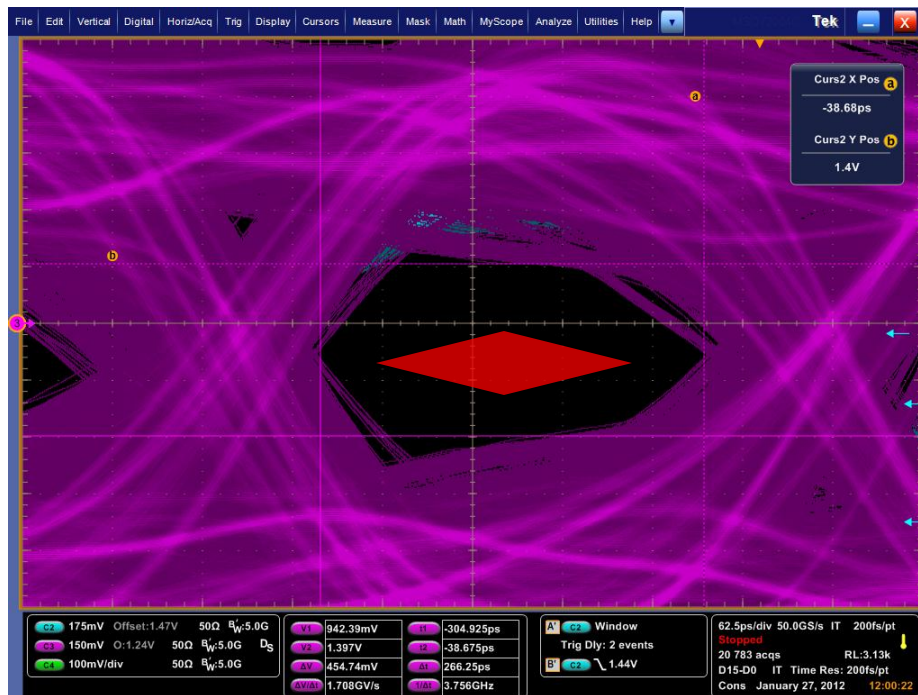 File Edit Vertical Digital Horiz/Acq Trig Display Cursors Measure Mask Math MyScope Analyze Utilities Help Tek X
Curs2 X Pos a
-38.68ps
Curs2 Y Pos b
1.4V
a
b
3
C2 175mV Offset:1.47V 50Ω BW:5.0G
C3 150mV O:1.24V 50Ω BW:5.0G DS
C4 100mV/div 50Ω BW:5.0G
V1 942.39mV t1 -304.925ps
V2 1.397V t2 -38.675ps
ΔV 454.74mV Δt 266.25ps
ΔV/Δt 1.708GV/s 1/Δt 3.756GHz
A' C2 Window
Trig Dly: 2 events
B' C2 1.44V
62.5ps/div 50.0GS/s IT 200fs/pt
Stopped
20 783 acqs RL:3.13k
D15-D0 IT Time Res: 200fs/pt
Cons January 27, 2012 12:00:22